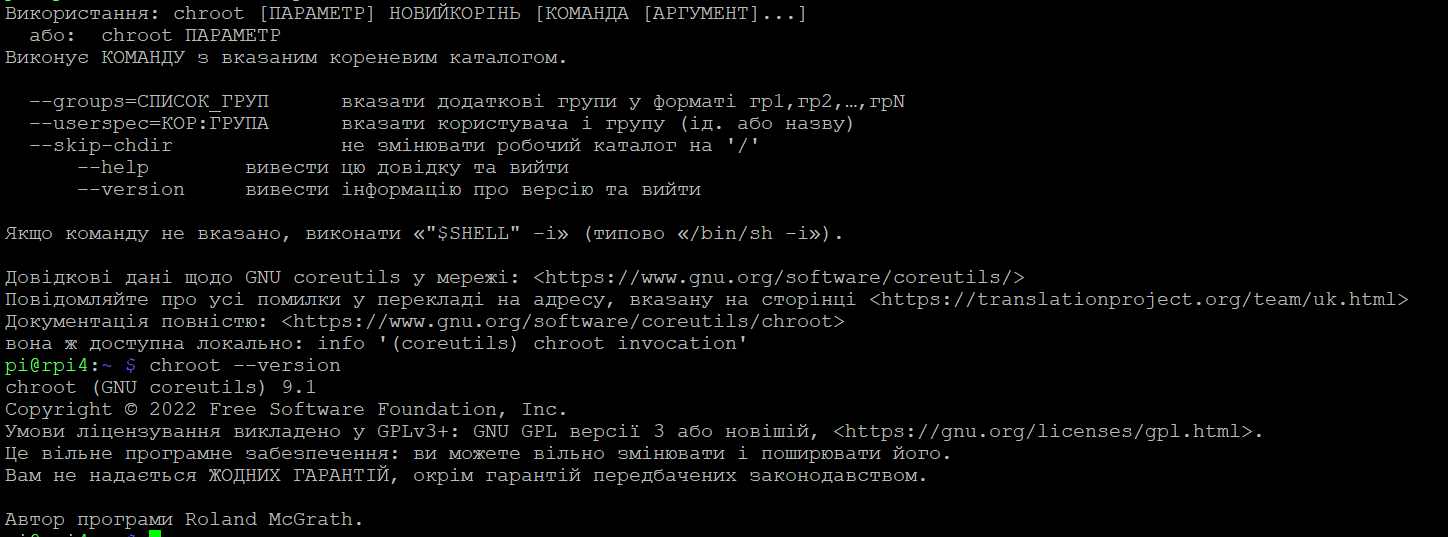 Використання: chroot [ПАРАМЕТР] НОВИЙКОРІНЬ [КОМАНДА [АРГУМЕНТ]...]
або:  chroot ПАРАМЕТР
Виконує КОМАНДУ з вказаним кореневим каталогом.
--groups=СПИСОК_ГРУП      вказати додаткові групи у форматі гр1,гр2,…,грN
--userspec=КОР:ГРУПА      вказати користувача і групу (ід. або назву)
--skip-chdir              не змінювати робочий каталог на '/'
--help        вивести цю довідку та вийти
--version     вивести інформацію про версію та вийти
Якщо команду не вказано, виконати «"$SHELL" -i» (типово «/bin/sh -i»).
Довідкові дані щодо GNU coreutils у мережі: <https://www.gnu.org/software/coreutils/>
Повідомляйте про усі помилки у перекладі на адресу, вказану на сторінці <https://translationproject.org/team/uk.html>
Документація повністю: <https://www.gnu.org/software/coreutils/chroot>
вона ж доступна локально: info '(coreutils) chroot invocation'
pi@rpi4:~ $ chroot --version
chroot (GNU coreutils) 9.1
Copyright © 2022 Free Software Foundation, Inc.
Умови ліцензування викладено у GPLv3+: GNU GPL версії 3 або новішій, <https://gnu.org/licenses/gpl.html>.
Це вільне програмне забезпечення: ви можете вільно змінювати і поширювати його.
Вам не надається ЖОДНИХ ГАРАНТІЙ, окрім гарантій передбачених законодавством.
Автор програми Roland McGrath.
pi@rpi4:~ $